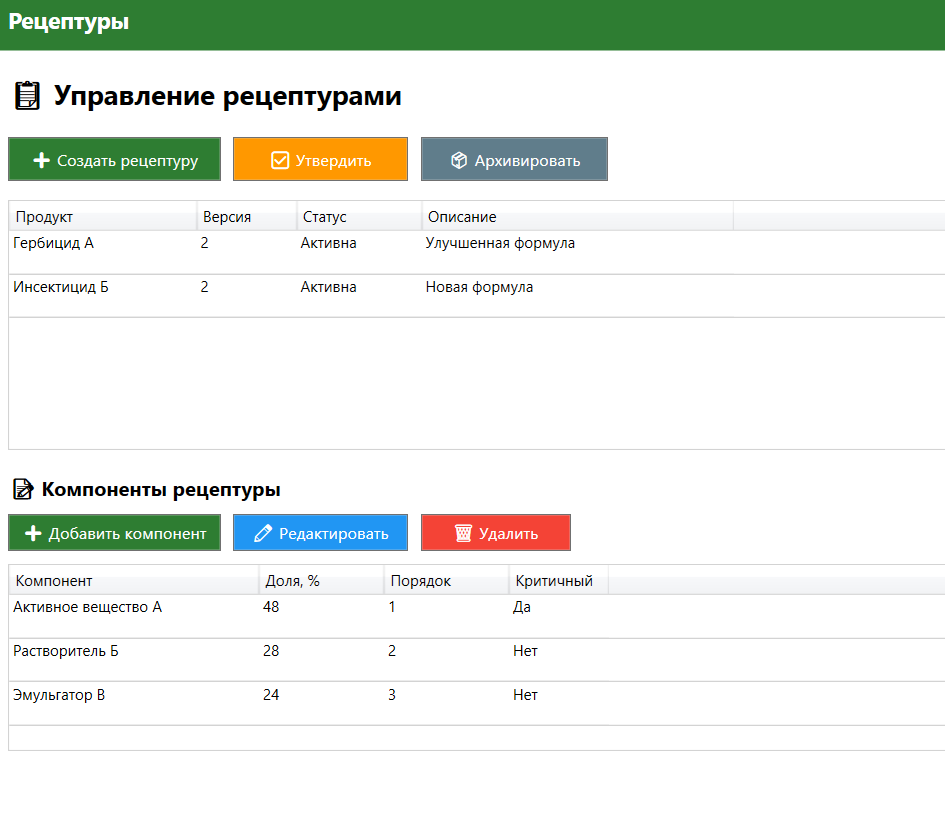 Рецептуры
Управление рецептурами
Создать рецептуру Утвердить Архивировать
Продукт Версия Статус Описание
Гербицид А 2 Активна Улучшенная формула
Инсектицид Б 2 Активна Новая формула
Компоненты рецептуры
Добавить компонент Редактировать Удалить
Компонент Доля, % Порядок Критичный
Активное вещество А 48 1 Да
Растворитель Б 28 2 Нет
Эмульгатор В 24 3 Нет